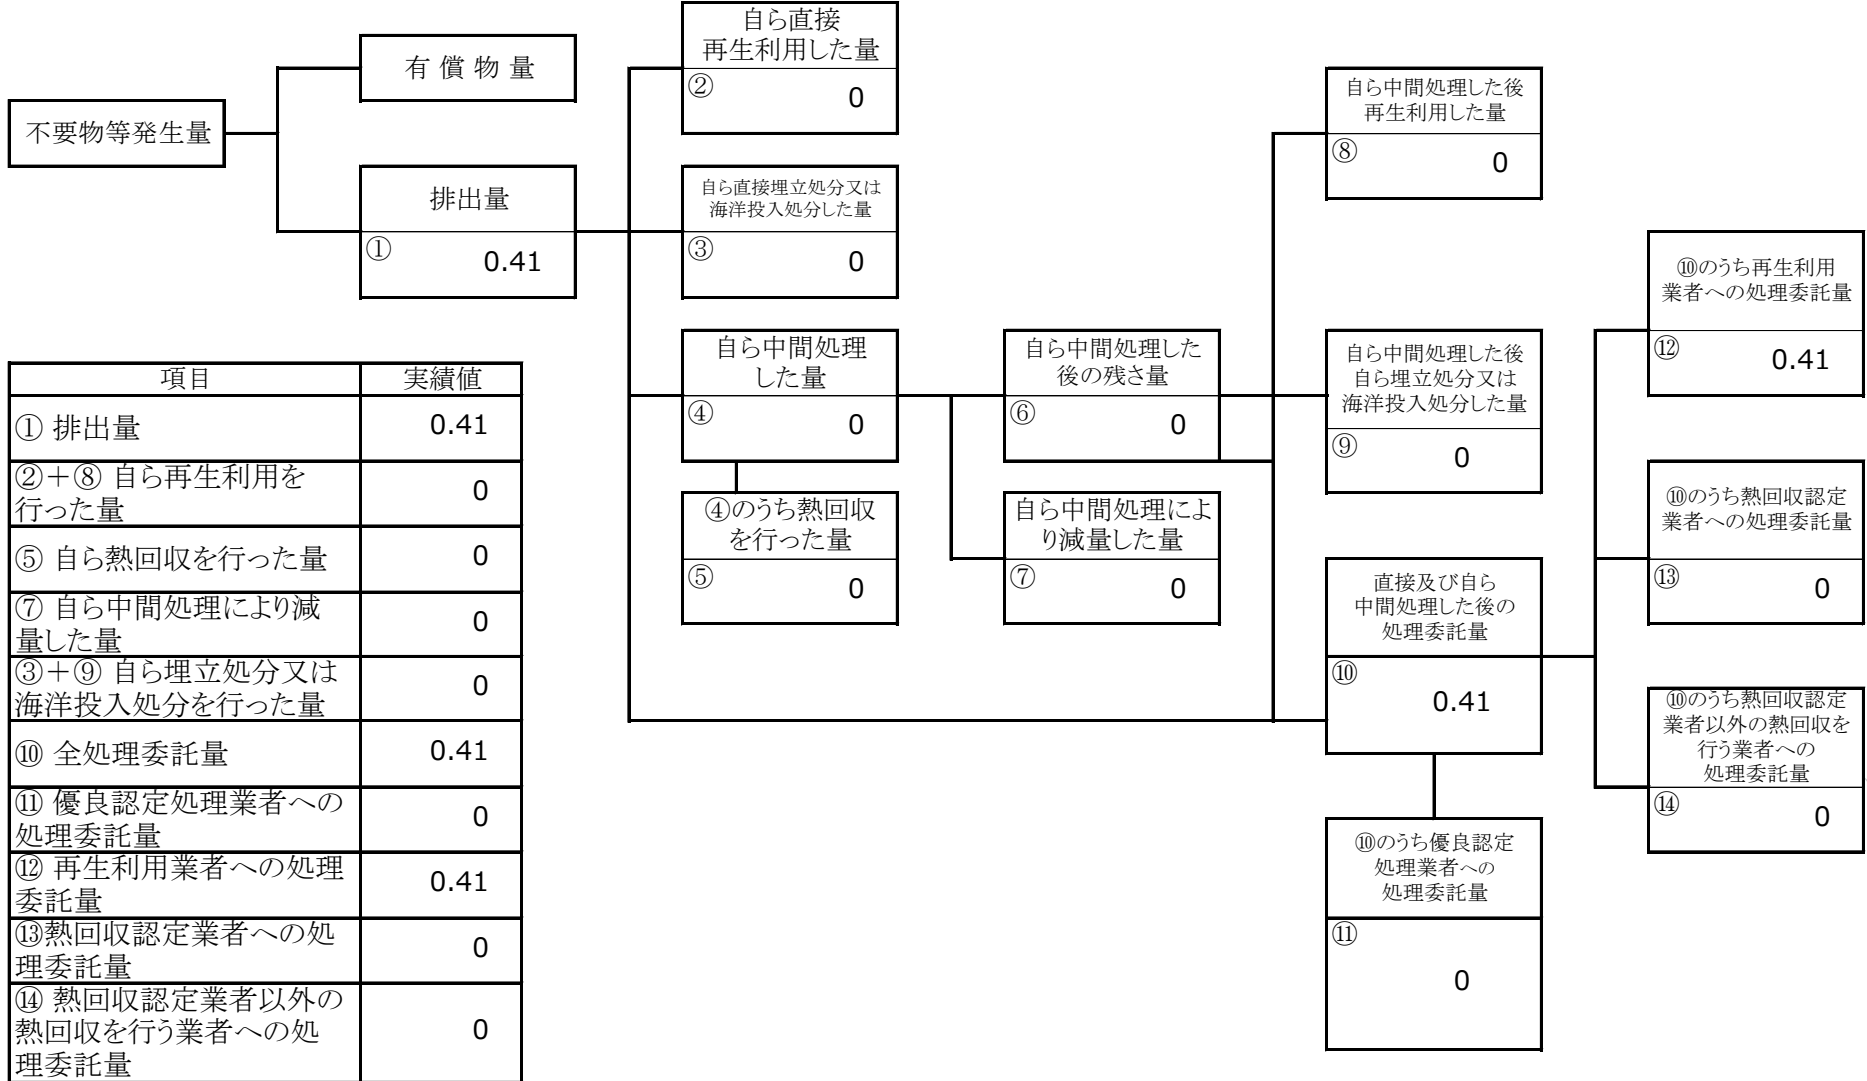 不要物等発生量
有 償 物 量
排出量
①
0.41
自ら直接
再生利用した量
②
0
自ら直接埋立処分又は
海洋投入処分した量
③
0
自ら中間処理
した量
④
0
④のうち熱回収
を行った量
⑤
0
自ら中間処理した
後の残さ量
⑥
0
自ら中間処理によ
り減量した量
⑦
0
自ら中間処理した後
再生利用した量
⑧
0
自ら中間処理した後
自ら埋立処分又は
海洋投入処分した量
⑨
0
直接及び自ら
中間処理した後の
処理委託量
⑩
0.41
⑩のうち優良認定
処理業者への
処理委託量
⑪
0
⑩のうち再生利用
業者への処理委託量
⑫
0.41
⑩のうち熱回収認定
業者への処理委託量
⑬
0
⑩のうち熱回収認定
業者以外の熱回収を
行う業者への
処理委託量
⑭
0
項目 実績値
① 排出量 0.41
②＋⑧ 自ら再生利用を
行った量 0
⑤ 自ら熱回収を行った量 0
⑦ 自ら中間処理により減
量した量 0
③＋⑨ 自ら埋立処分又は
海洋投入処分を行った量 0
⑩ 全処理委託量 0.41
⑪ 優良認定処理業者への
処理委託量 0
⑫ 再生利用業者への処理
委託量 0.41
⑬熱回収認定業者への処
理委託量 0
⑭ 熱回収認定業者以外の
熱回収を行う業者への処
理委託量 0